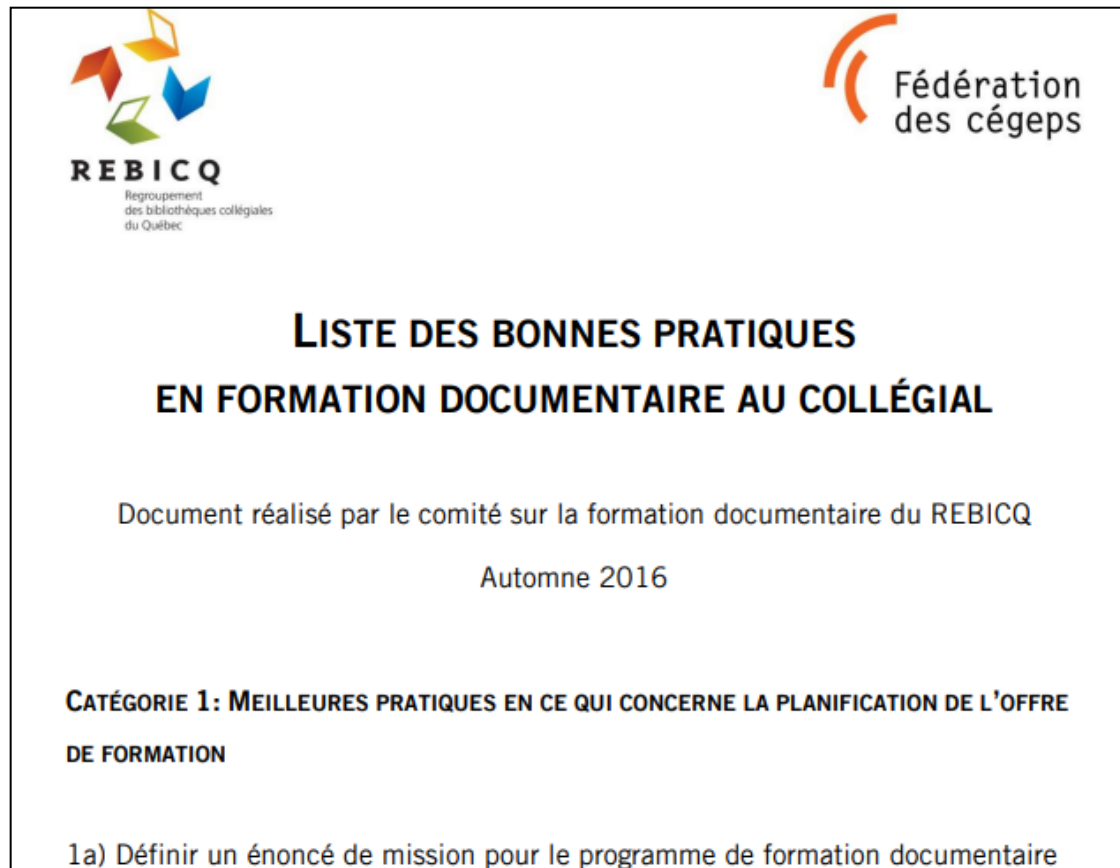 REBICQ
Regroupement
des bibliothèques collégiales
du Québec
Fédération
des cégeps
LISTE DES BONNES PRATIQUES
EN FORMATION DOCUMENTAIRE AU COLLÉGIAL
Document réalisé par le comité sur la formation documentaire du REBICQ
Automne 2016
CATÉGORIE 1: MEILLEURES PRATIQUES EN CE QUI CONCERNE LA PLANIFICATION DE L'OFFRE
DE FORMATION
1a) Définir un énoncé de mission pour le programme de formation documentaire